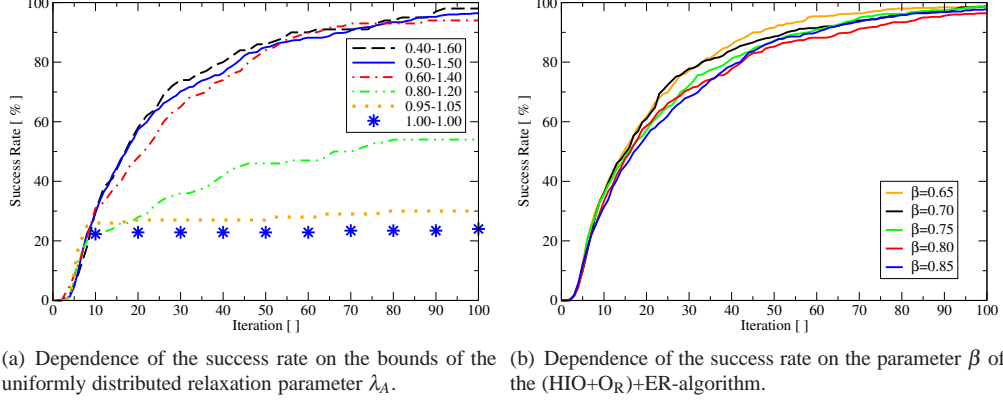 100
80
60
40
20
0
Success Rate [ % ]
0 10 20 30 40 50 60 70 80 90 100
Iteration [ ]
0.40-1.60
0.50-1.50
0.60-1.40
0.80-1.20
0.95-1.05
1.00-1.00
(a) Dependence of the success rate on the bounds of the
uniformly distributed relaxation parameter λ_A.
100
80
60
40
20
0
Success Rate [ % ]
0 10 20 30 40 50 60 70 80 90 100
Iteration [ ]
β=0.65
β=0.70
β=0.75
β=0.80
β=0.85
(b) Dependence of the success rate on the parameter β of
the (HIO+O_R)+ER-algorithm.